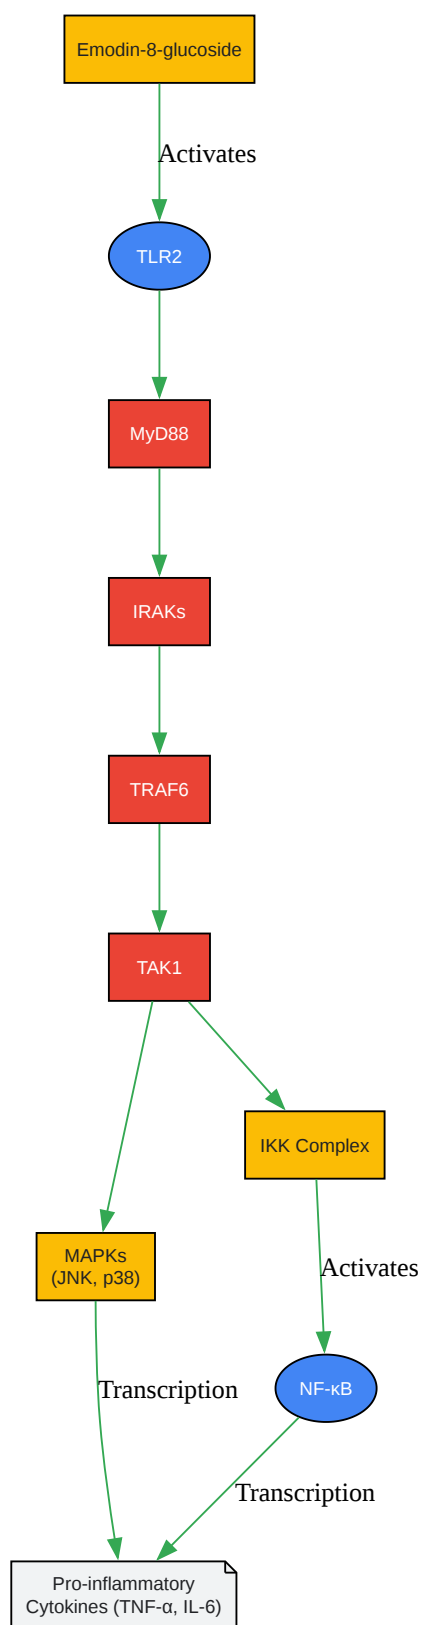 Emodin-8-glucoside
Activates
TLR2
MyD88
IRAKs
TRAF6
TAK1
IKK Complex
MAPKs
(JNK, p38)
Activates
Transcription
NF-κB
Transcription
Pro-inflammatory
Cytokines (TNF-α, IL-6)